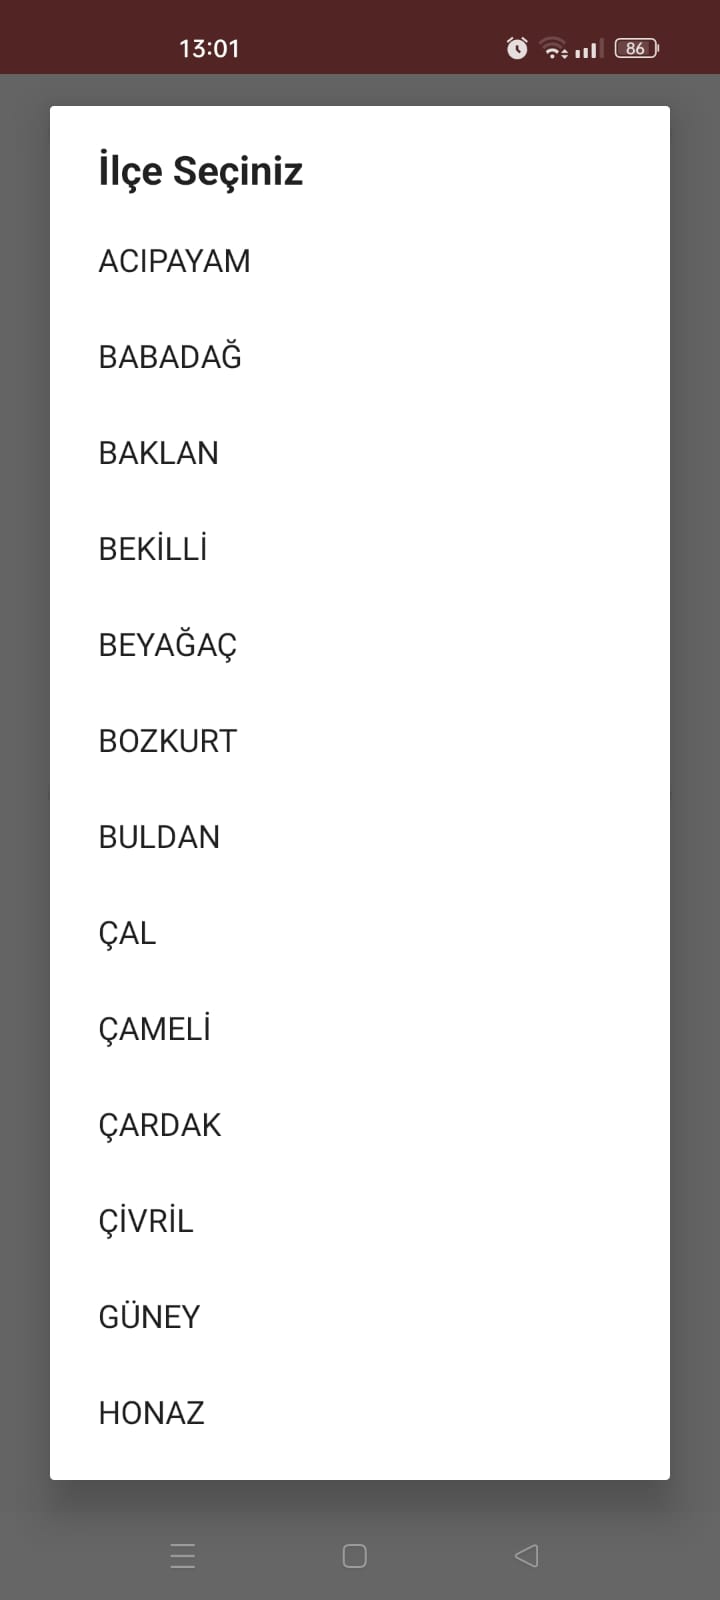 13:01
86
İlçe Seçiniz
ACIPAYAM
BABADAĞ
BAKLAN
BEKİLLİ
BEYAĞAÇ
BOZKURT
BULDAN
ÇAL
ÇAMELİ
ÇARDAK
ÇİVRİL
GÜNEY
HONAZ